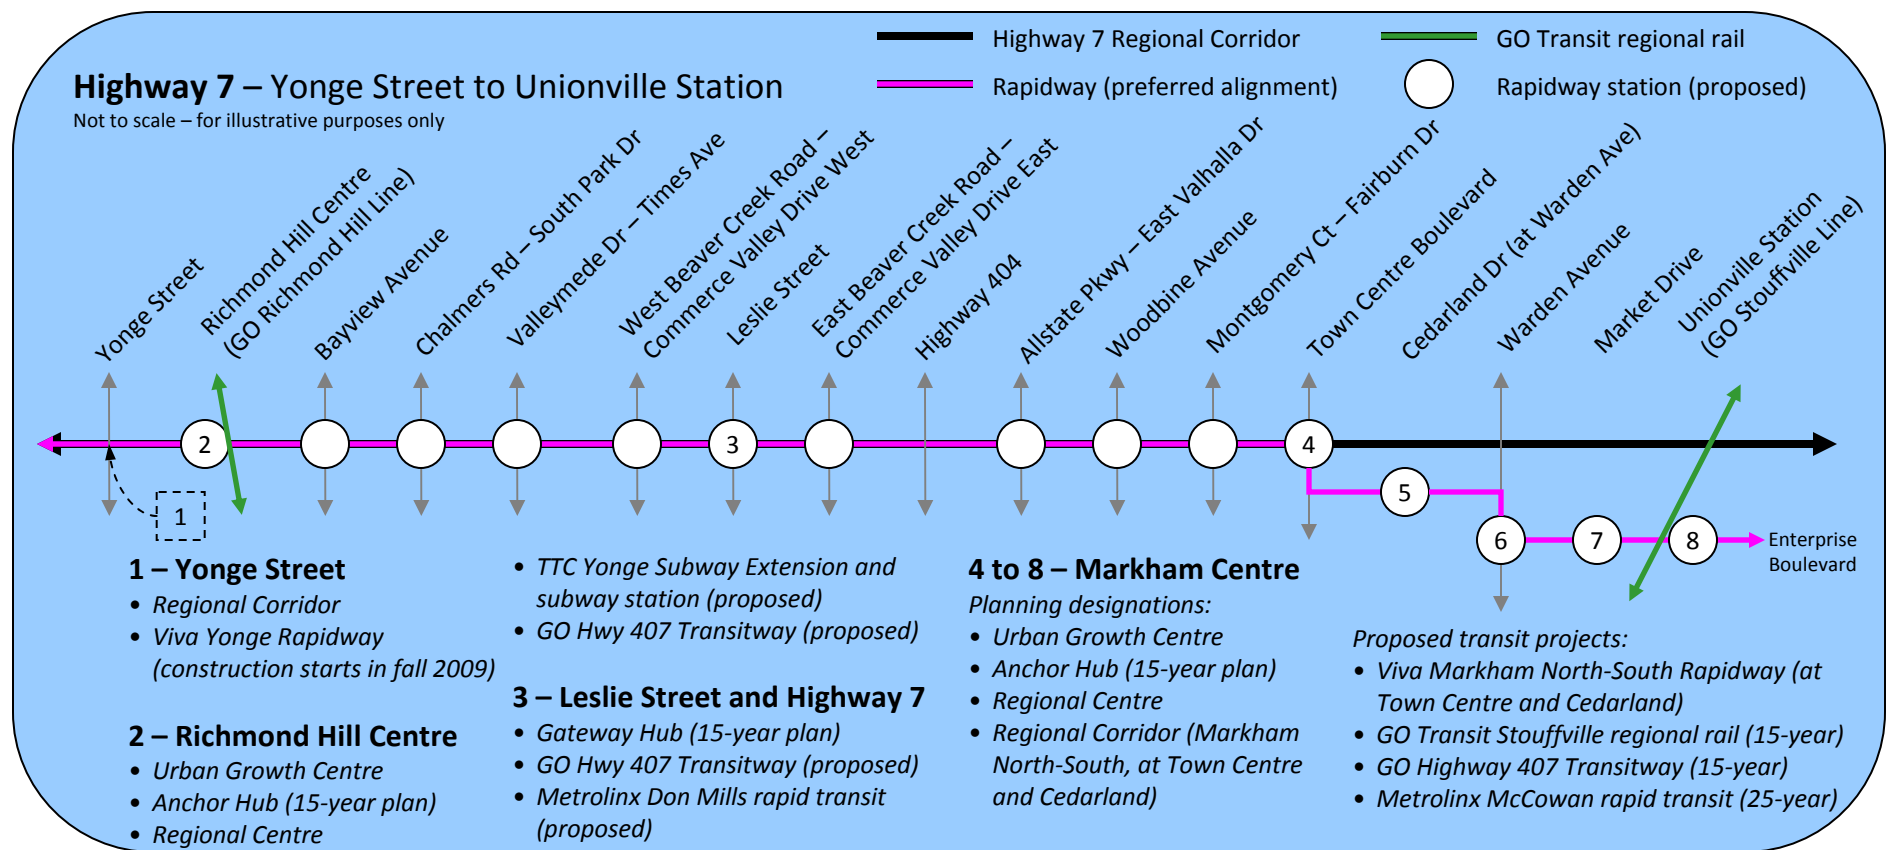 Highway 7 Regional Corridor
GO Transit regional rail
Highway 7 – Yonge Street to Unionville Station
Rapidway (preferred alignment)
Rapidway station (proposed)
Not to scale – for illustrative purposes only
Yonge Street
Richmond Hill Centre
(GO Richmond Hill Line)
Bayview Avenue
Chalmers Rd – South Park Dr
Valleymede Dr – Times Ave
West Beaver Creek Road –
Commerce Valley Drive West
Leslie Street
East Beaver Creek Road –
Commerce Valley Drive East
Highway 404
Allstate Pkwy – East Valhalla Dr
Woodbine Avenue
Montgomery Ct – Fairburn Dr
Town Centre Boulevard
Cedarland Dr (at Warden Ave)
Warden Avenue
Market Drive
Unionville Station
(GO Stouffville Line)
2
3
4
5
1
6
7
8
Enterprise
Boulevard
1 – Yonge Street
• Regional Corridor
• Viva Yonge Rapidway
(construction starts in fall 2009)
2 – Richmond Hill Centre
• Urban Growth Centre
• Anchor Hub (15-year plan)
• Regional Centre
• TTC Yonge Subway Extension and
subway station (proposed)
• GO Hwy 407 Transitway (proposed)
3 – Leslie Street and Highway 7
• Gateway Hub (15-year plan)
• GO Hwy 407 Transitway (proposed)
• Metrolinx Don Mills rapid transit
(proposed)
4 to 8 – Markham Centre
Planning designations:
• Urban Growth Centre
• Anchor Hub (15-year plan)
• Regional Centre
• Regional Corridor (Markham
North-South, at Town Centre
and Cedarland)
Proposed transit projects:
• Viva Markham North-South Rapidway (at
Town Centre and Cedarland)
• GO Transit Stouffville regional rail (15-year)
• GO Highway 407 Transitway (15-year)
• Metrolinx McCowan rapid transit (25-year)